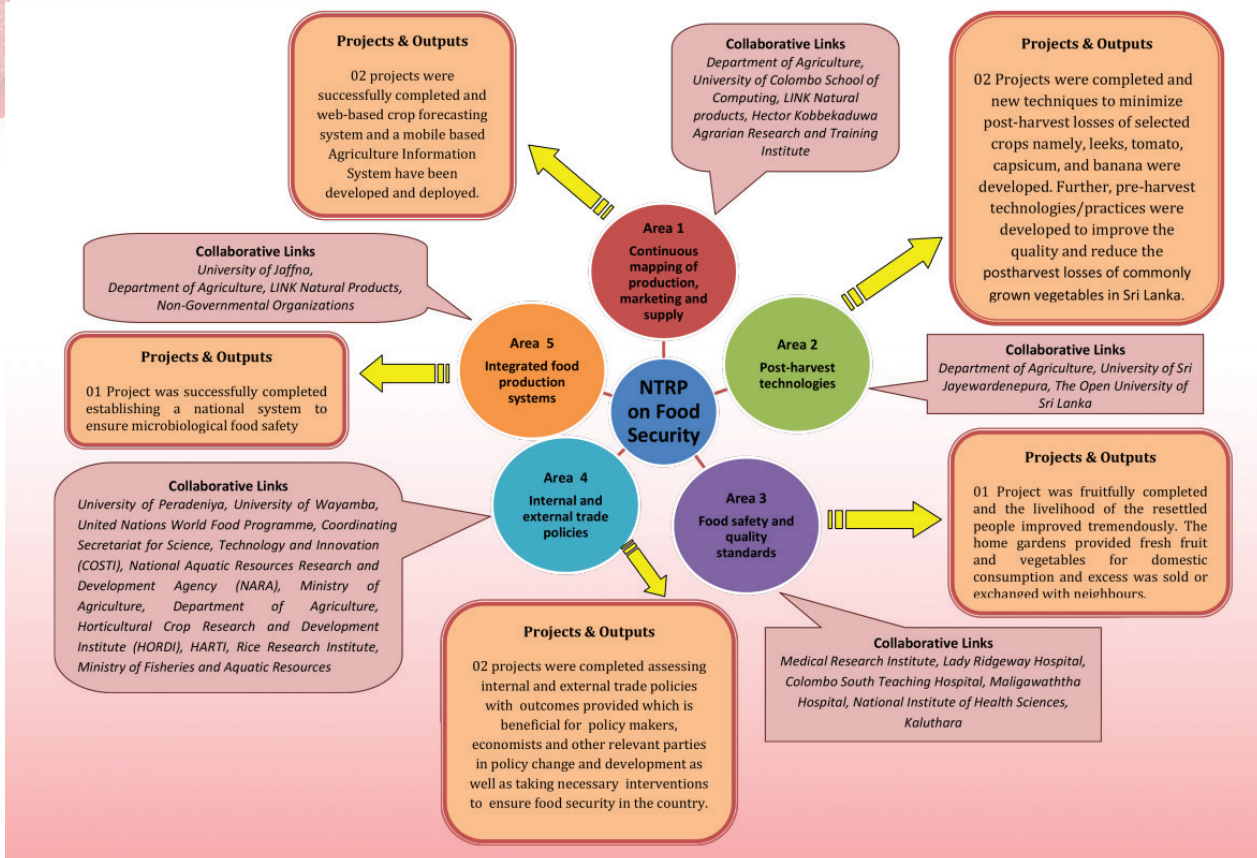 Projects & Outputs
02 projects were
successfully completed and
web-based crop forecasting
system and a mobile based
Agriculture Information
System have been
developed and deployed.
Collaborative Links
Department of Agriculture,
University of Colombo School of
Computing, LINK Natural
products, Hector Kobbekaduwa
Agrarian Research and Training
Institute
Projects & Outputs
02 Projects were completed and
new techniques to minimize
post-harvest losses of selected
crops namely, leeks, tomato,
capsicum, and banana were
developed. Further, pre-harvest
technologies/practices were
developed to improve the
quality and reduce the
postharvest losses of commonly
grown vegetables in Sri Lanka.
Area 1
Continuous
mapping of
production,
marketing and
supply
Collaborative Links
University of Jaffna,
Department of Agriculture, LINK Natural Products,
Non-Governmental Organizations
Area 5
Integrated food
production
systems
Area 2
Post-harvest
technologies
Collaborative Links
Department of Agriculture, University of Sri
Jayewardenepura, The Open University of
Sri Lanka
Projects & Outputs
01 Project was successfully completed
establishing a national system to
ensure microbiological food safety
NTRP
on Food
Security
Area 4
Internal and
external trade
policies
Area 3
Food safety and
quality
standards
Projects & Outputs
01 Project was fruitfully completed
and the livelihood of the resettled
people improved tremendously. The
home gardens provided fresh fruit
and vegetables for domestic
consumption and excess was sold or
exchanged with neighbours.
Collaborative Links
University of Peradeniya, University of Wayamba,
United Nations World Food Programme, Coordinating
Secretariat for Science, Technology and Innovation
(COSTI), National Aquatic Resources Research and
Development Agency (NARA), Ministry of
Agriculture, Department of Agriculture,
Horticultural Crop Research and Development
Institute (HORDI), HARTI, Rice Research Institute,
Ministry of Fisheries and Aquatic Resources
Projects & Outputs
02 projects were completed assessing
internal and external trade policies
with outcomes provided which is
beneficial for policy makers,
economists and other relevant parties
in policy change and development as
well as taking necessary interventions
to ensure food security in the country.
Collaborative Links
Medical Research Institute, Lady Ridgeway Hospital,
Colombo South Teaching Hospital, Maligawaththa
Hospital, National Institute of Health Sciences,
Kaluthara